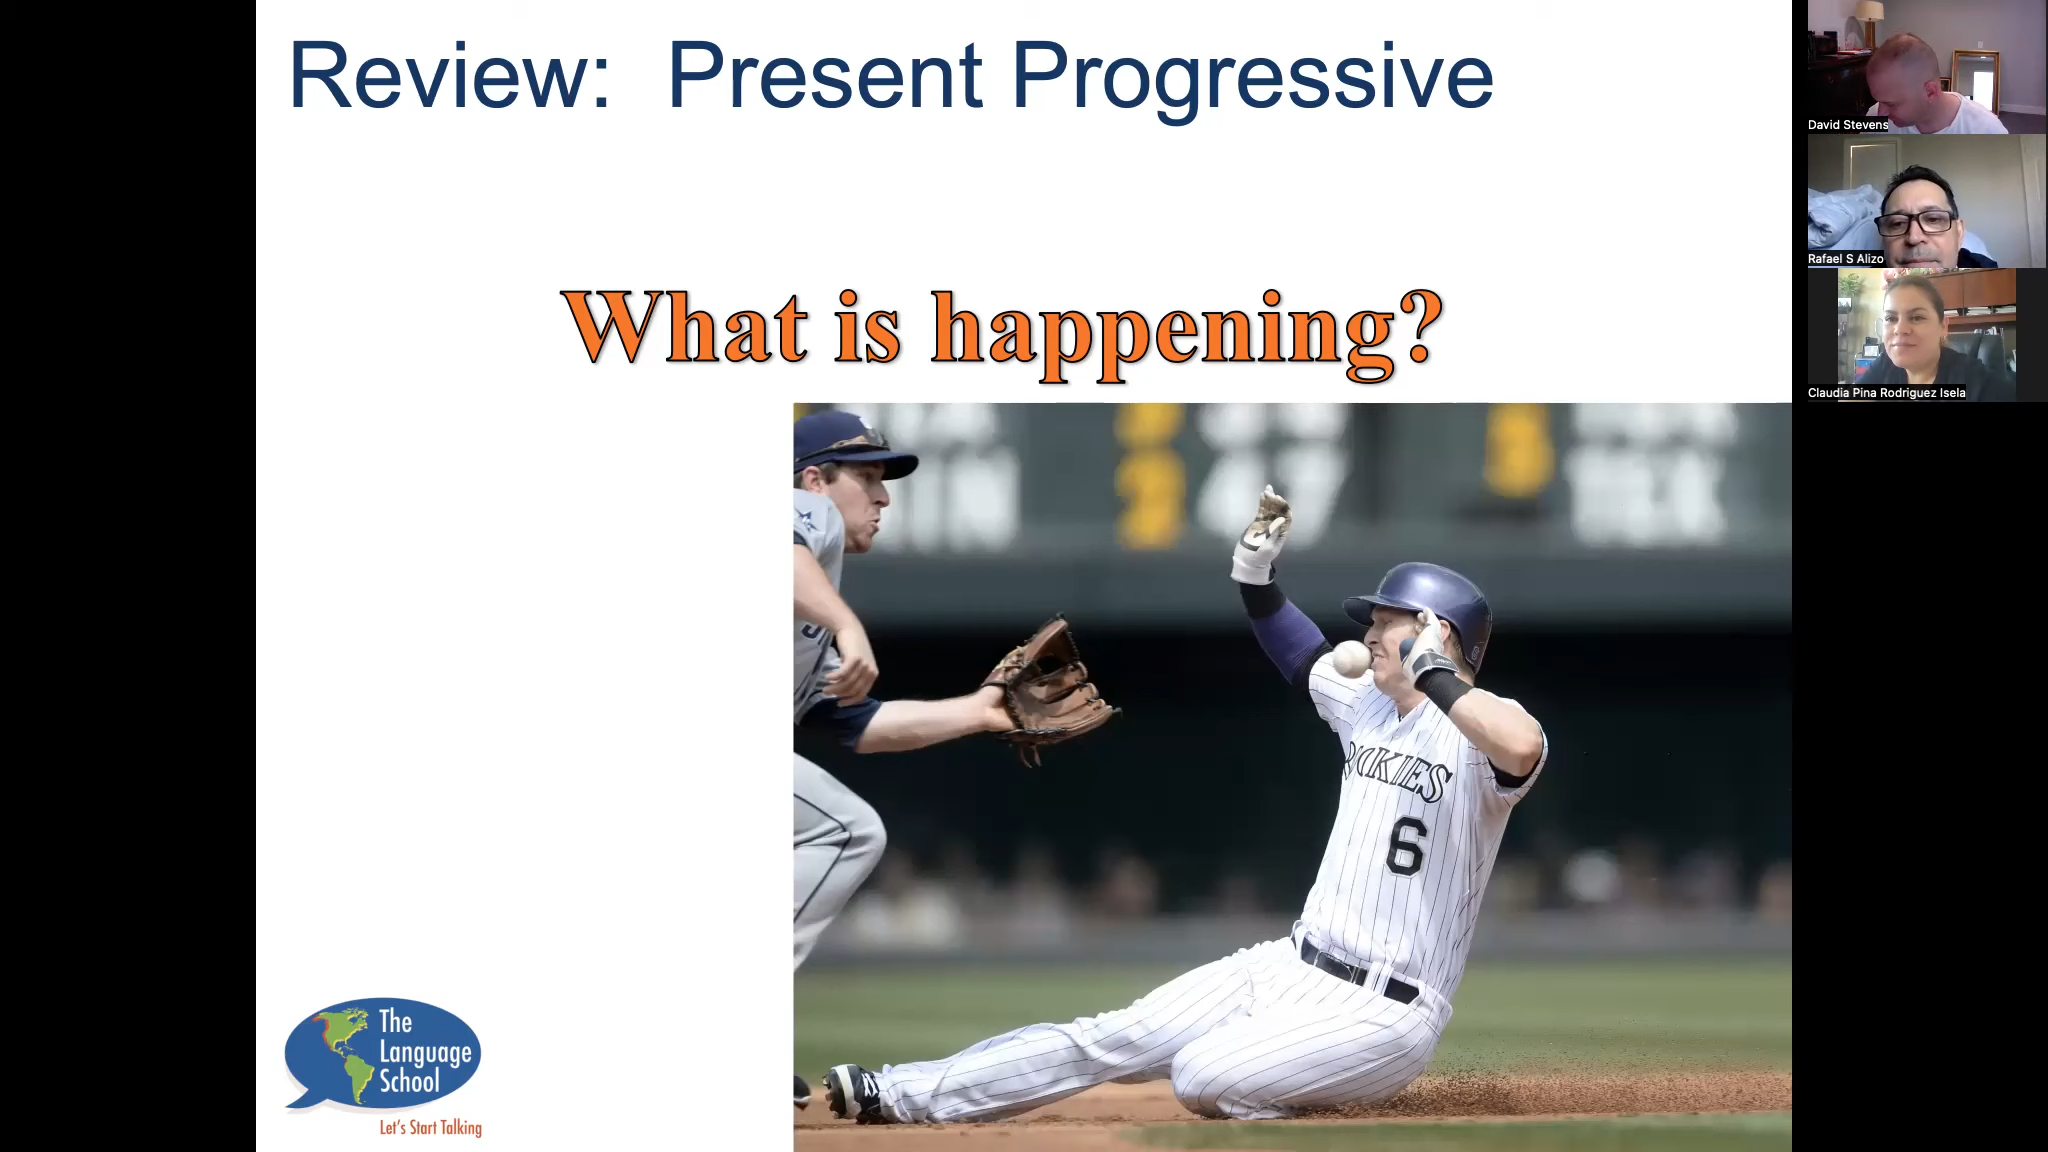 Review: Present Progressive
What is happening?
ROCKIES
6
The
Language
School
Let's Start Talking
David Stevens
Rafael S Alizo
Claudia Pina Rodriguez Isela